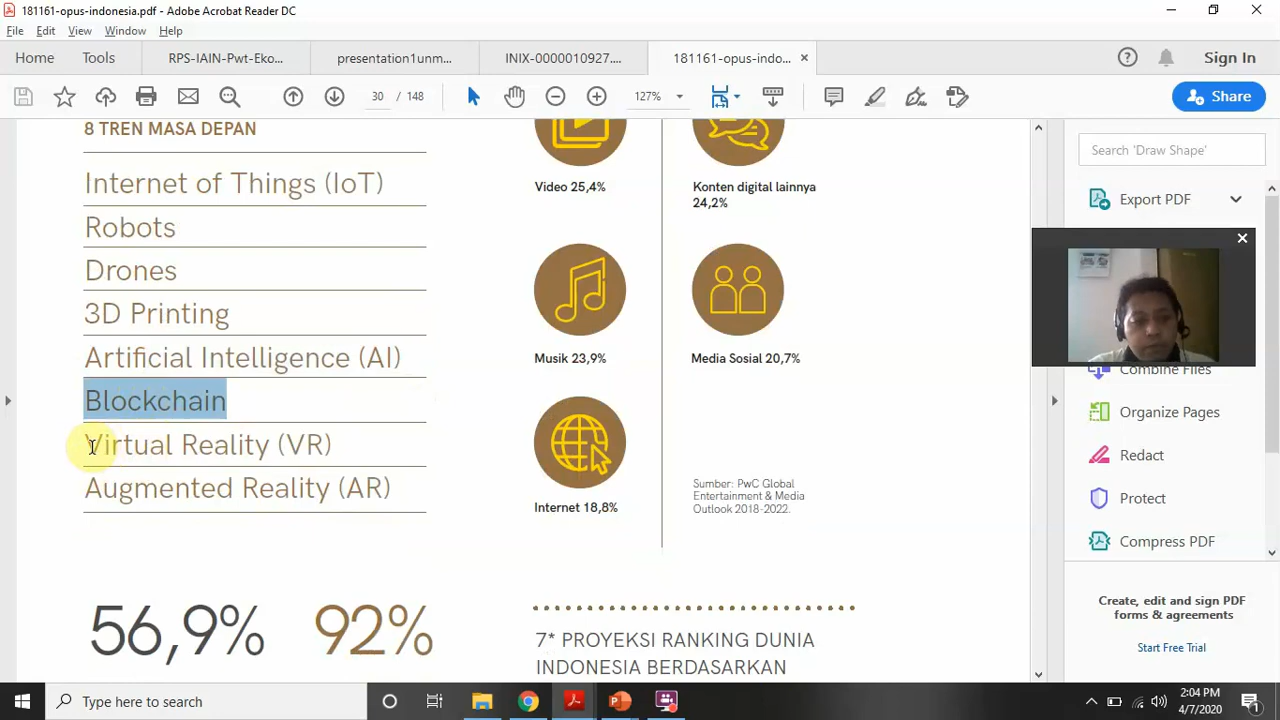 181161-opus-indonesia.pdf - Adobe Acrobat Reader DC
File Edit View Window Help
Home Tools RPS-IAIN-Pwt-Eko... presentation1unm... INIX-0000010927.... 181161-opus-indo... Sign In
30 / 148 127% Share
8 TREN MASA DEPAN
Internet of Things (IoT)
Robots
Drones
3D Printing
Artificial Intelligence (AI)
Blockchain
Virtual Reality (VR)
Augmented Reality (AR)
Video 25,4%
Konten digital lainnya
24,2%
Musik 23,9%
Media Sosial 20,7%
Internet 18,8%
Sumber: PwC Global
Entertainment & Media
Outlook 2018-2022.
56,9% 92%
7* PROYEKSI RANKING DUNIA
INDONESIA BERDASARKAN
Search 'Draw Shape'
Export PDF
Combine Files
Organize Pages
Redact
Protect
Compress PDF
Create, edit and sign PDF
forms & agreements
Start Free Trial
Type here to search
2:04 PM
4/7/2020
1